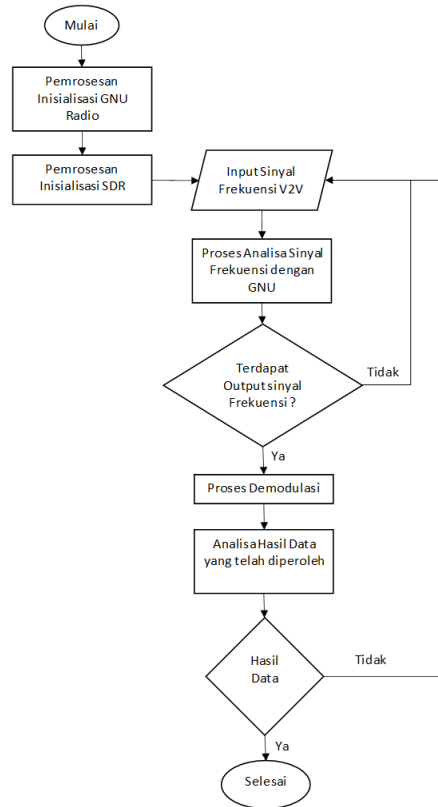 Mulai
Pemrosesan
Inisialisasi GNU
Radio
Pemrosesan
Inisialisasi SDR
Input Sinyal
Frekuensi V2V
Proses Analisa Sinyal
Frekuensi dengan
GNU
Terdapat
Output sinyal
Frekuensi ?
Tidak
Ya
Proses Demodulasi
Analisa Hasil Data
yang telah diperoleh
Hasil
Data
Tidak
Ya
Selesai